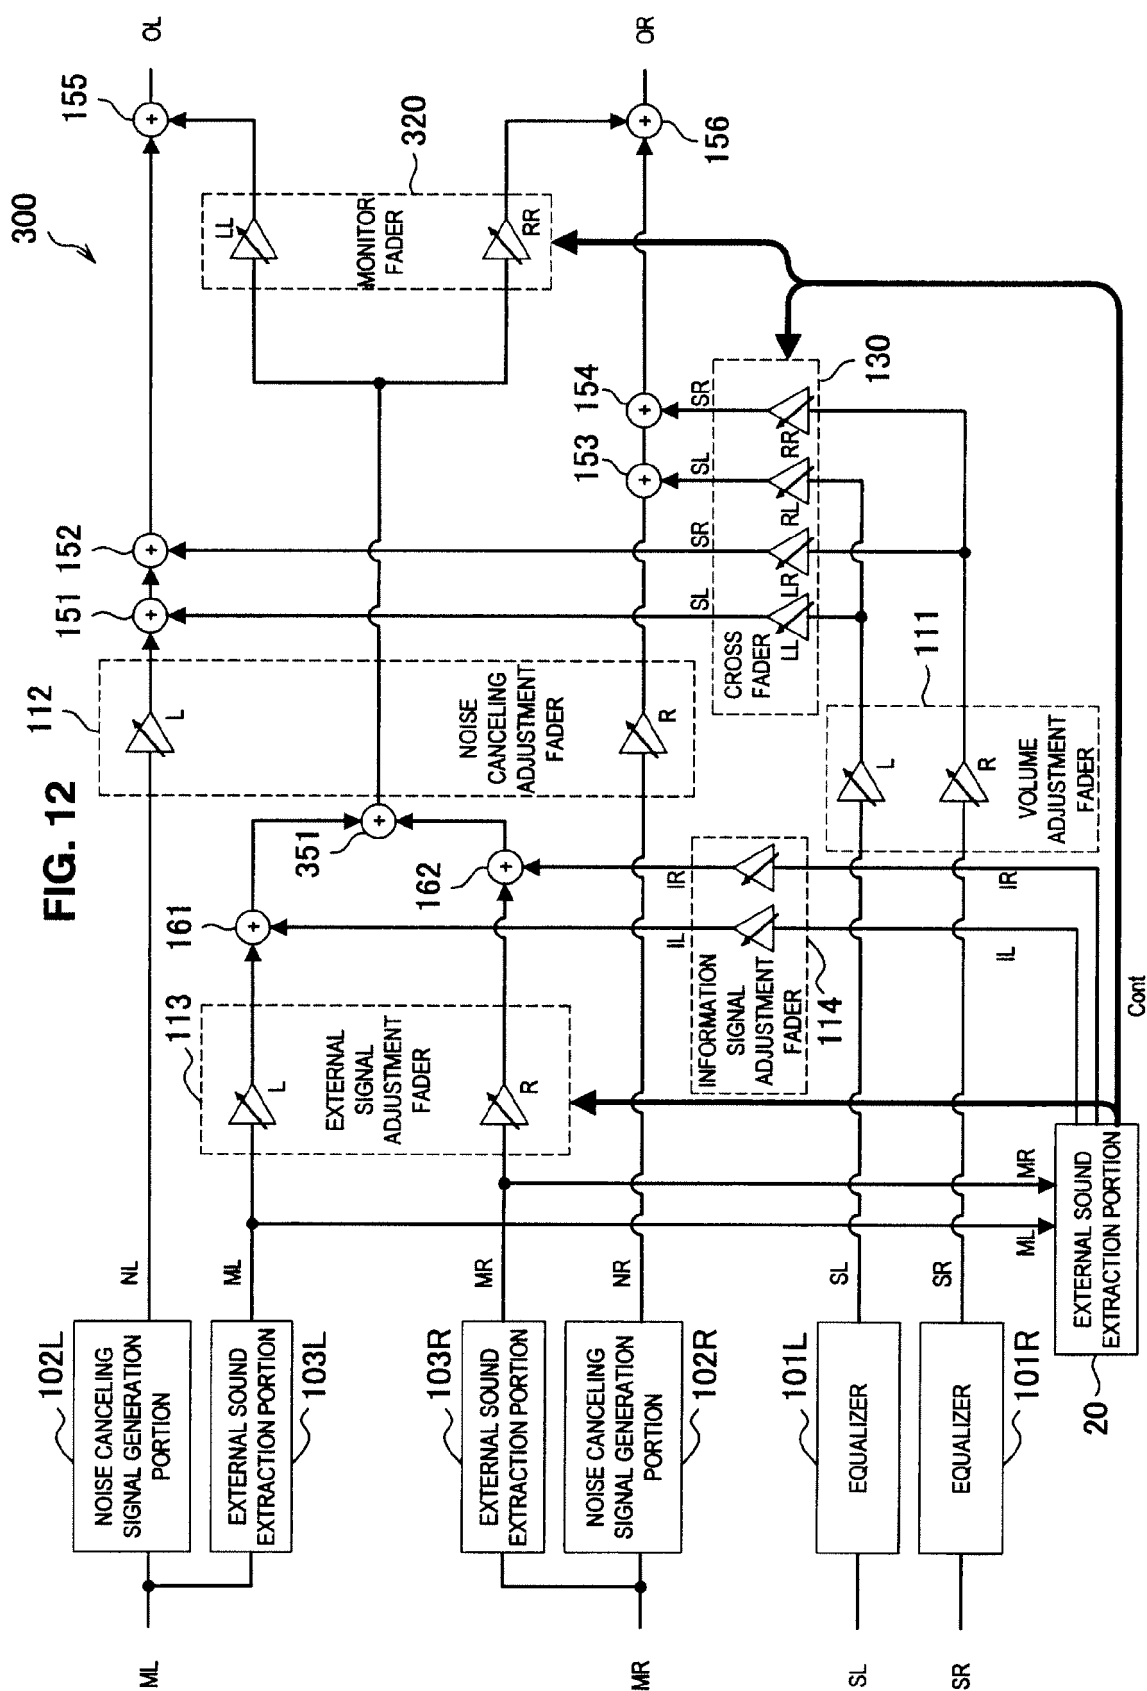 FIG. 12
300
155
OL
152
151
112
L
NOISE
CANCELING
ADJUSTMENT
FADER
R
102L
NL
NOISE CANCELING
SIGNAL GENERATION
PORTION
ML
103L
ML
EXTERNAL SOUND
EXTRACTION PORTION
113
L
EXTERNAL
SIGNAL
ADJUSTMENT
FADER
R
161
351
162
320
LL
MONITOR
FADER
RR
156
OR
103R
MR
EXTERNAL SOUND
EXTRACTION PORTION
NR
NOISE CANCELING
SIGNAL GENERATION
PORTION
102R
MR
153
154
SL
SR
SL
SR
CROSS
FADER
LL
LR
RL
RR
130
IL
IR
INFORMATION
SIGNAL
ADJUSTMENT
FADER
114
IL
IR
111
L
R
VOLUME
ADJUSTMENT
FADER
101L
SL
EQUALIZER
SL
SR
EQUALIZER
101R
SR
ML
MR
EXTERNAL SOUND
EXTRACTION PORTION
20
Cont